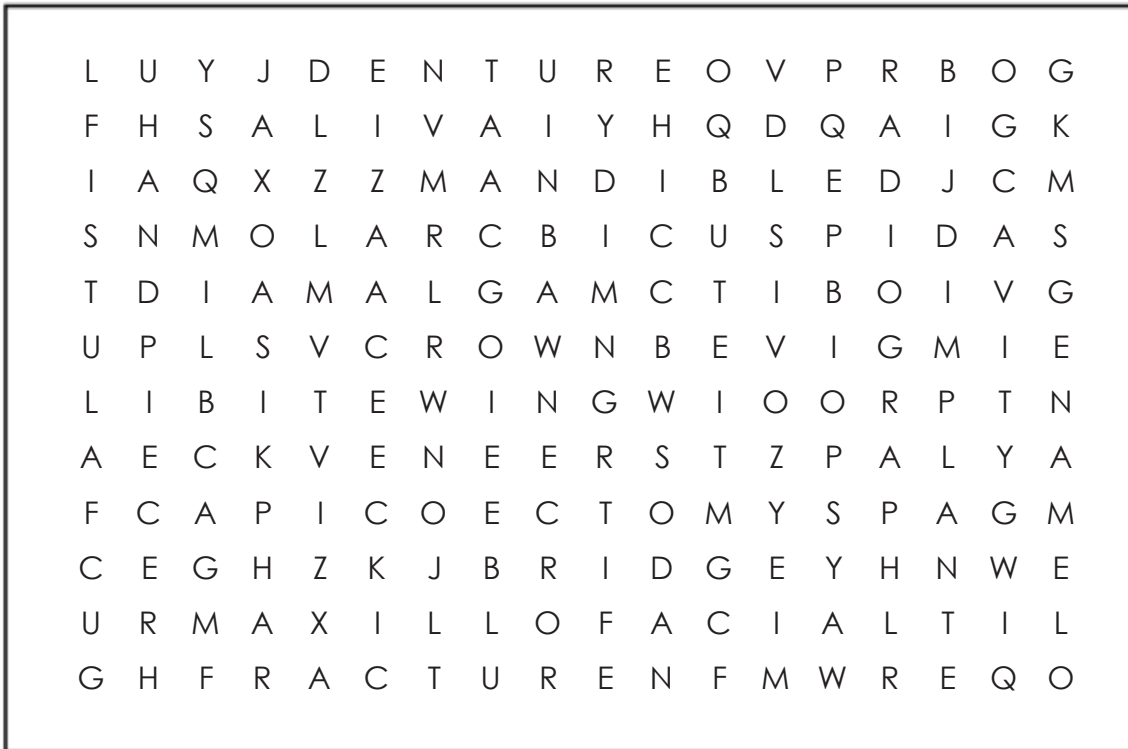 L U Y J D E N T U R E O V P R B O G
F H S A L I V A I Y H Q D Q A I G K
I A Q X Z Z M A N D I B L E D J C M
S N M O L A R C B I C U S P I D A S
T D I A M A L G A M C T I B O I V G
U P L S V C R O W N B E V I G M I E
L I B I T E W I N G W I O O R P T N
A E C K V E N E E R S T Z P A L Y A
F C A P I C O E C T O M Y S P A G M
C E G H Z K J B R I D G E Y H N W E
U R M A X I L L O F A C I A L T I L
G H F R A C T U R E N F M W R E Q O